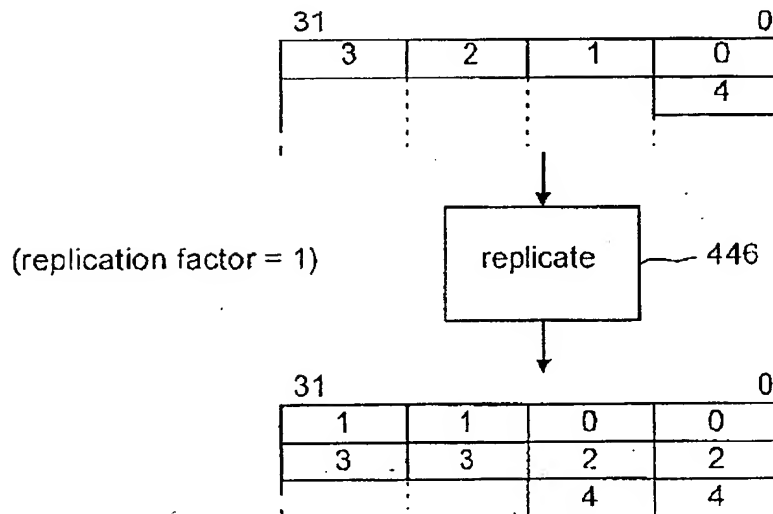 31 0
3 2 1 0
4
(replication factor = 1) replicate 446
31 0
1 1 0 0
3 3 2 2
4 4